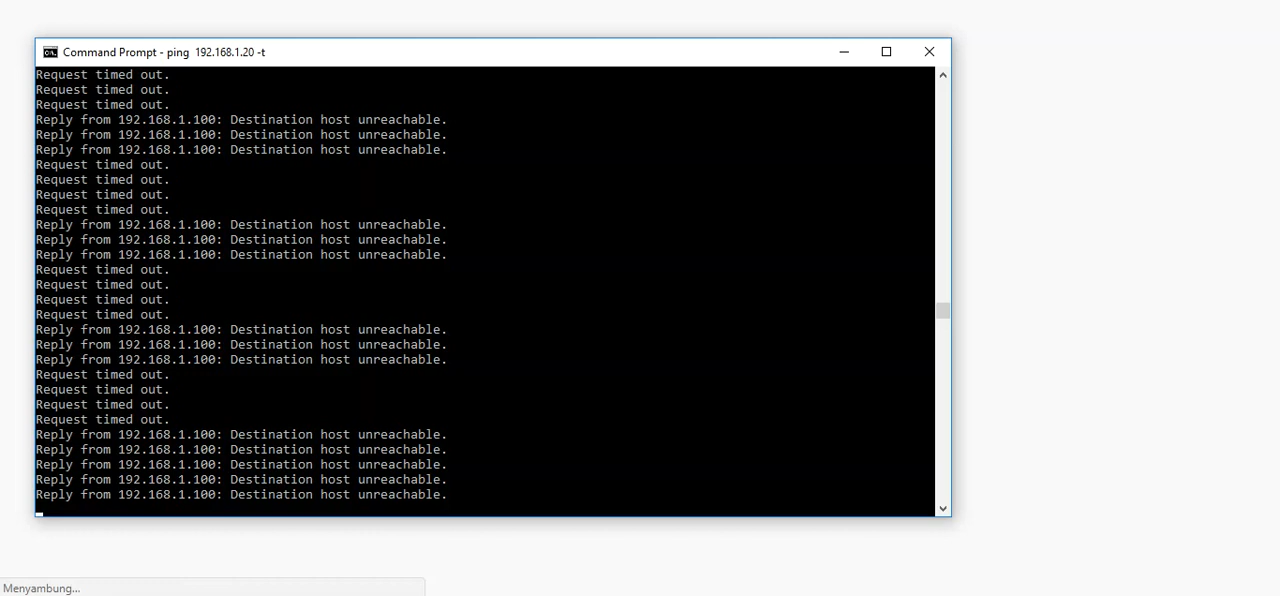 Command Prompt - ping  192.168.1.20 -t
Request timed out.
Request timed out.
Request timed out.
Reply from 192.168.1.100: Destination host unreachable.
Reply from 192.168.1.100: Destination host unreachable.
Reply from 192.168.1.100: Destination host unreachable.
Request timed out.
Request timed out.
Request timed out.
Request timed out.
Reply from 192.168.1.100: Destination host unreachable.
Reply from 192.168.1.100: Destination host unreachable.
Reply from 192.168.1.100: Destination host unreachable.
Request timed out.
Request timed out.
Request timed out.
Request timed out.
Reply from 192.168.1.100: Destination host unreachable.
Reply from 192.168.1.100: Destination host unreachable.
Reply from 192.168.1.100: Destination host unreachable.
Request timed out.
Request timed out.
Request timed out.
Request timed out.
Reply from 192.168.1.100: Destination host unreachable.
Reply from 192.168.1.100: Destination host unreachable.
Reply from 192.168.1.100: Destination host unreachable.
Reply from 192.168.1.100: Destination host unreachable.
Reply from 192.168.1.100: Destination host unreachable.
Menyambung...